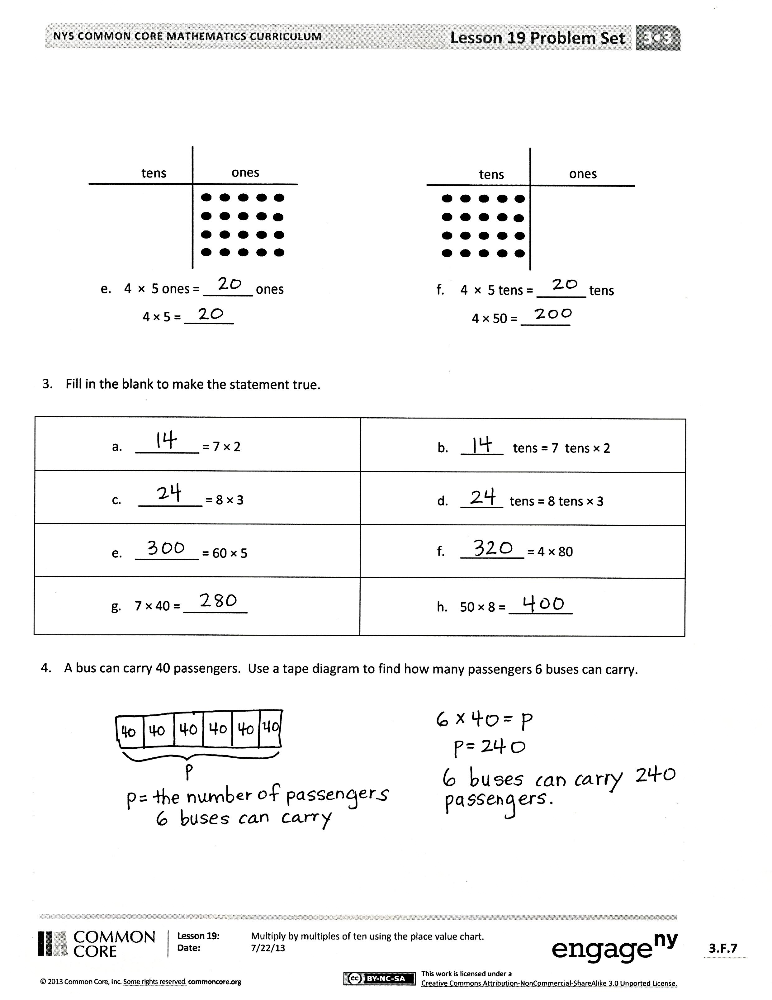 NYS COMMON CORE MATHEMATICS CURRICULUM Lesson 19 Problem Set 3•3
tens ones tens ones
e. 4 × 5 ones = 20 ones f. 4 × 5 tens = 20 tens
4 × 5 = 20 4 × 50 = 200
3. Fill in the blank to make the statement true.
a. 14 = 7 × 2 b. 14 tens = 7 tens × 2
c. 24 = 8 × 3 d. 24 tens = 8 tens × 3
e. 300 = 60 × 5 f. 320 = 4 × 80
g. 7 × 40 = 280 h. 50 × 8 = 400
4. A bus can carry 40 passengers. Use a tape diagram to find how many passengers 6 buses can carry.
40 40 40 40 40 40
P
p = the number of passengers
6 buses can carry
6 × 40 = p
p = 240
6 buses can carry 240
passengers.
COMMON
CORE
Lesson 19: Multiply by multiples of ten using the place value chart.
Date: 7/22/13
engage ny
3.F.7
© 2013 Common Core, Inc. Some rights reserved. commoncore.org
cc BY-NC-SA
This work is licensed under a
Creative Commons Attribution-NonCommercial-ShareAlike 3.0 Unported License.